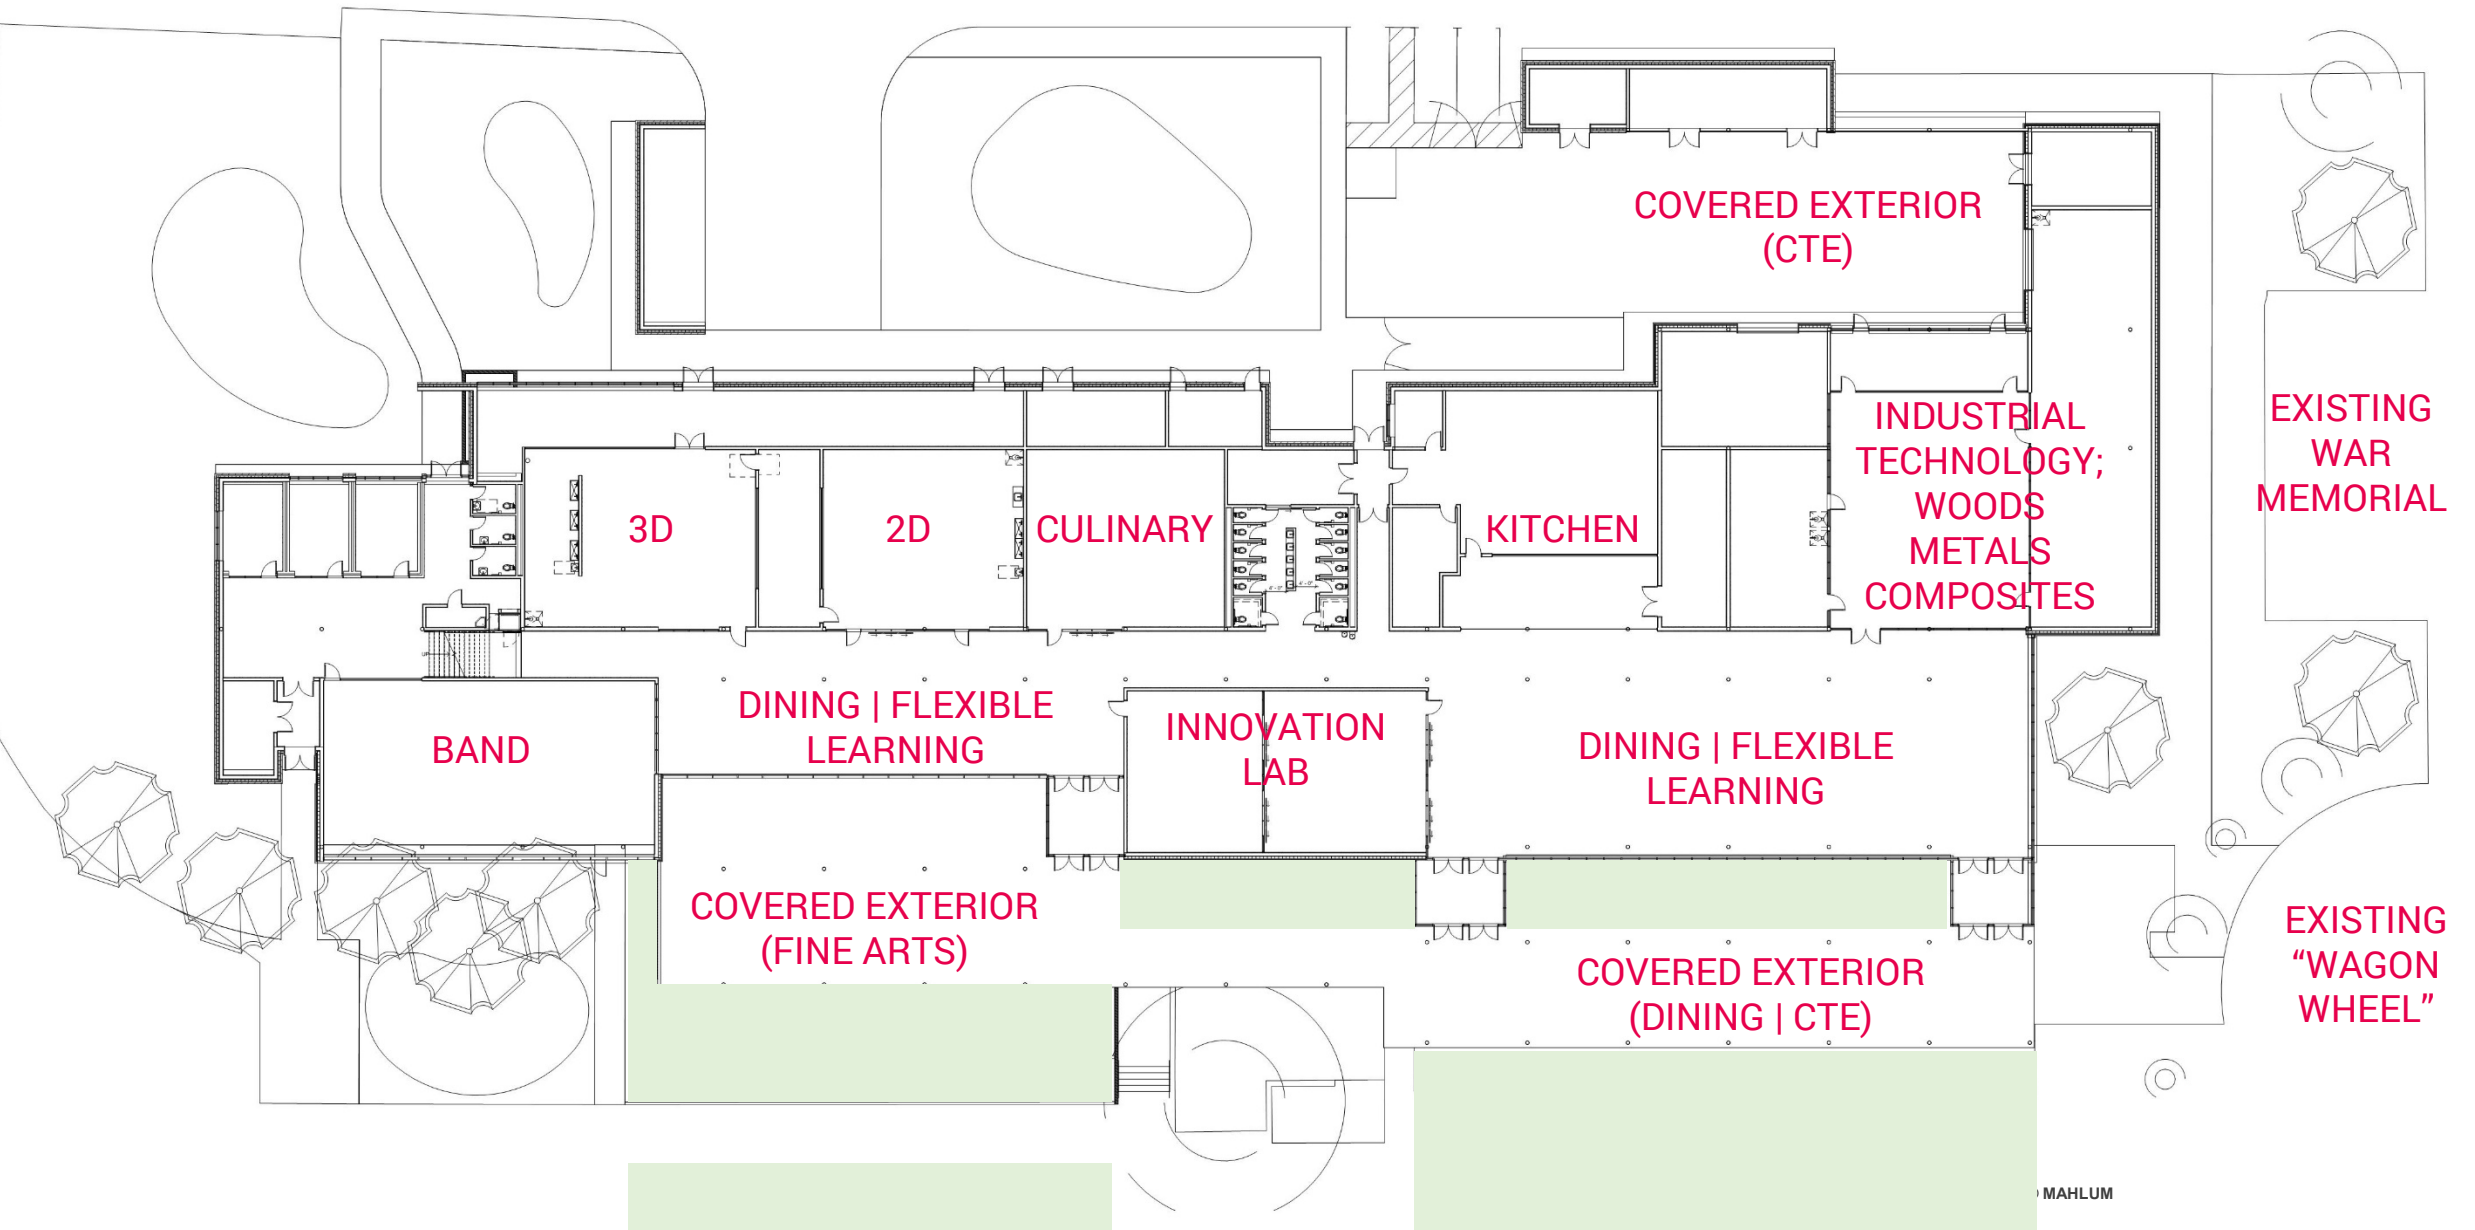 COVERED EXTERIOR
(CTE)
INDUSTRIAL
TECHNOLOGY;
WOODS
METALS
COMPOSITES
EXISTING
WAR
MEMORIAL
3D
2D
CULINARY
KITCHEN
UP
BAND
DINING | FLEXIBLE
LEARNING
INNOVATION
LAB
DINING | FLEXIBLE
LEARNING
COVERED EXTERIOR
(FINE ARTS)
COVERED EXTERIOR
(DINING | CTE)
EXISTING
“WAGON
WHEEL”
MAHLUM